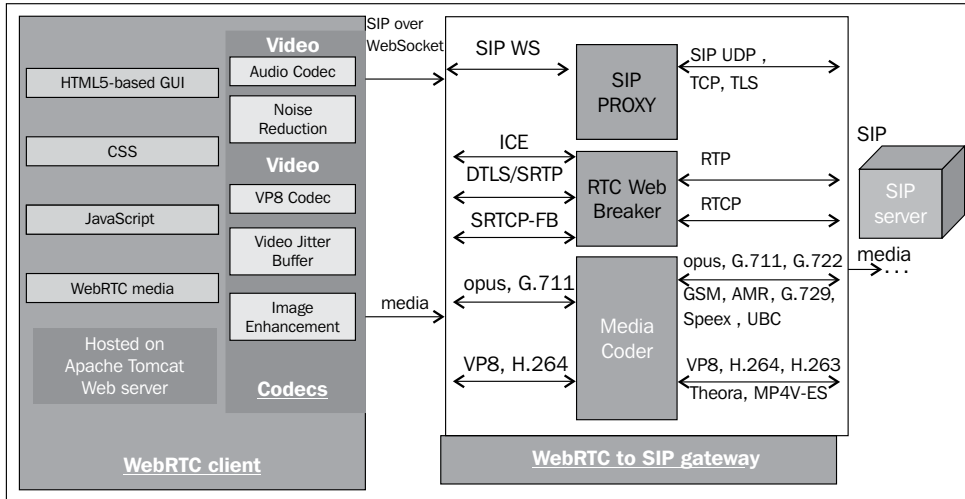 HTML5-based GUI
CSS
JavaScript
WebRTC media
Hosted on
Apache Tomcat
Web server
WebRTC client
Video
Audio Codec
Noise
Reduction
Video
VP8 Codec
Video Jitter
Buffer
Image
Enhancement
Codecs
SIP over
WebSocket
media
SIP WS
SIP
PROXY
SIP UDP ,
TCP, TLS
ICE
DTLS/SRTP
SRTCP-FB
RTC Web
Breaker
RTP
RTCP
opus, G.711
VP8, H.264
Media
Coder
opus, G.711, G.722
GSM, AMR, G.729,
Speex , UBC
VP8, H.264, H.263
Theora, MP4V-ES
WebRTC to SIP gateway
SIP
SIP
server
media
...